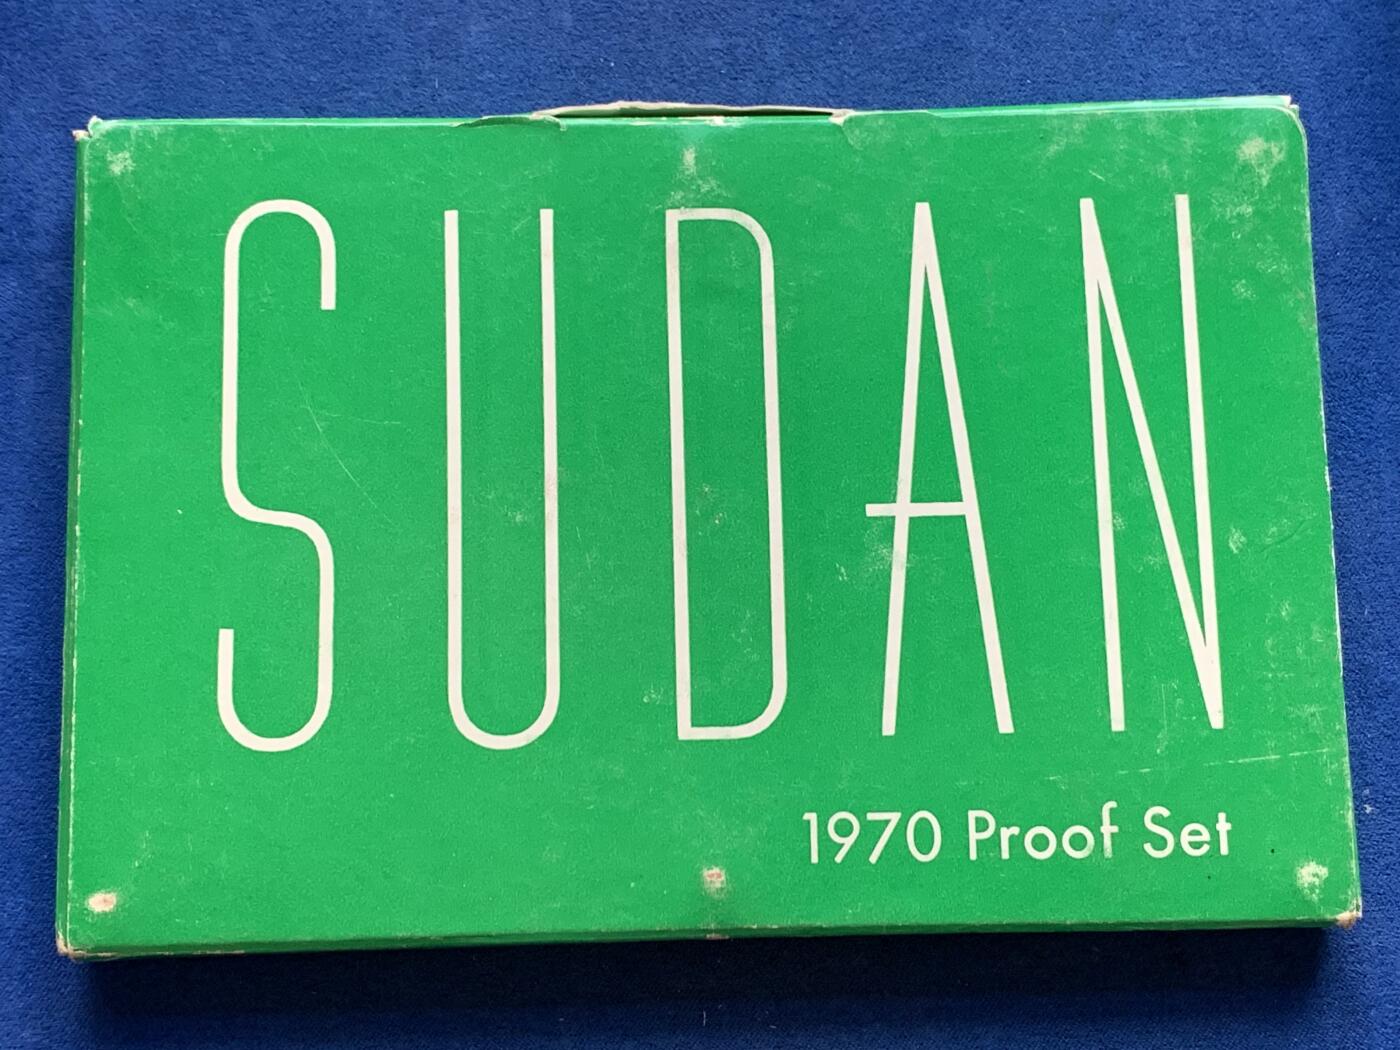 SUDAN
1970 Proof Set